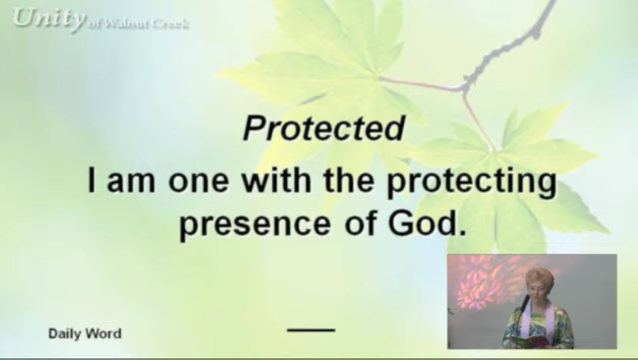 Unity of Walnut Creek
Protected
I am one with the protecting
presence of God.
Daily Word